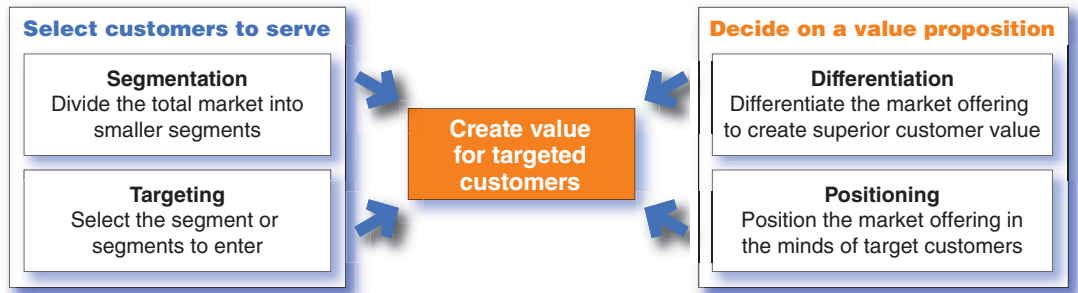 Select customers to serve
Segmentation
Divide the total market into
smaller segments
Targeting
Select the segment or
segments to enter
Create value
for targeted
customers
Decide on a value proposition
Differentiation
Differentiate the market offering
to create superior customer value
Positioning
Position the market offering in
the minds of target customers